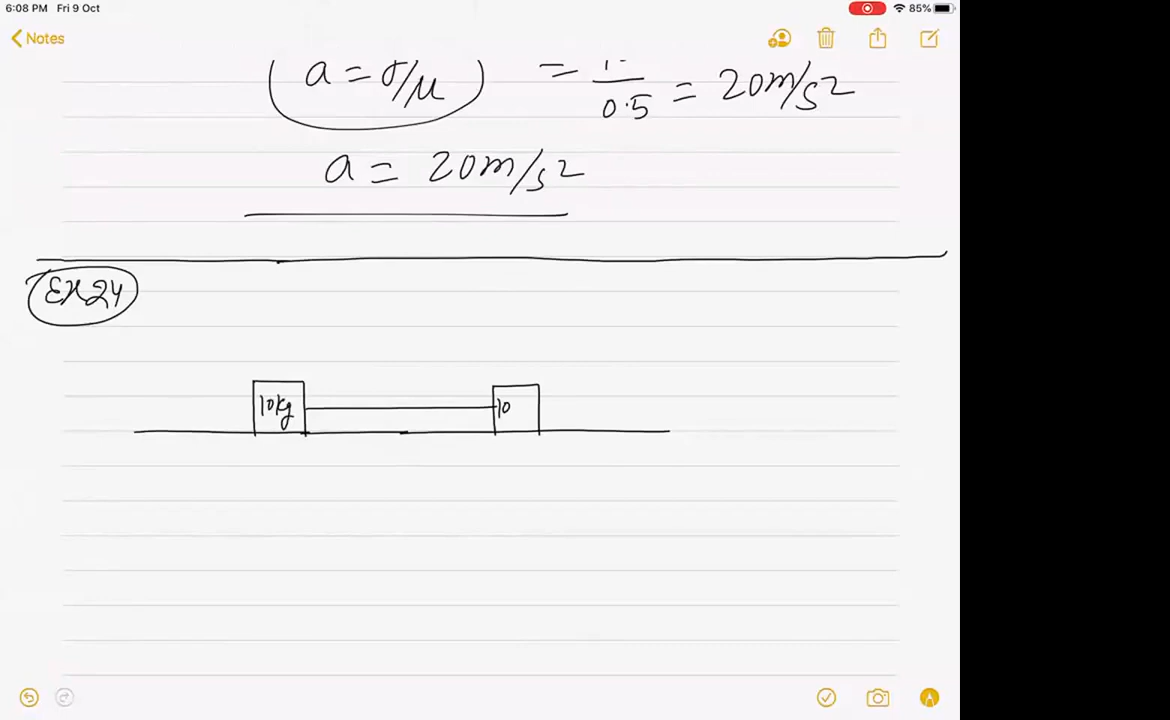 6:08 PM Fri 9 Oct 85%
Notes
a = σ/μ = 0.5 = 20m/s2
a = 20m/s2
Ex24
10kg 10